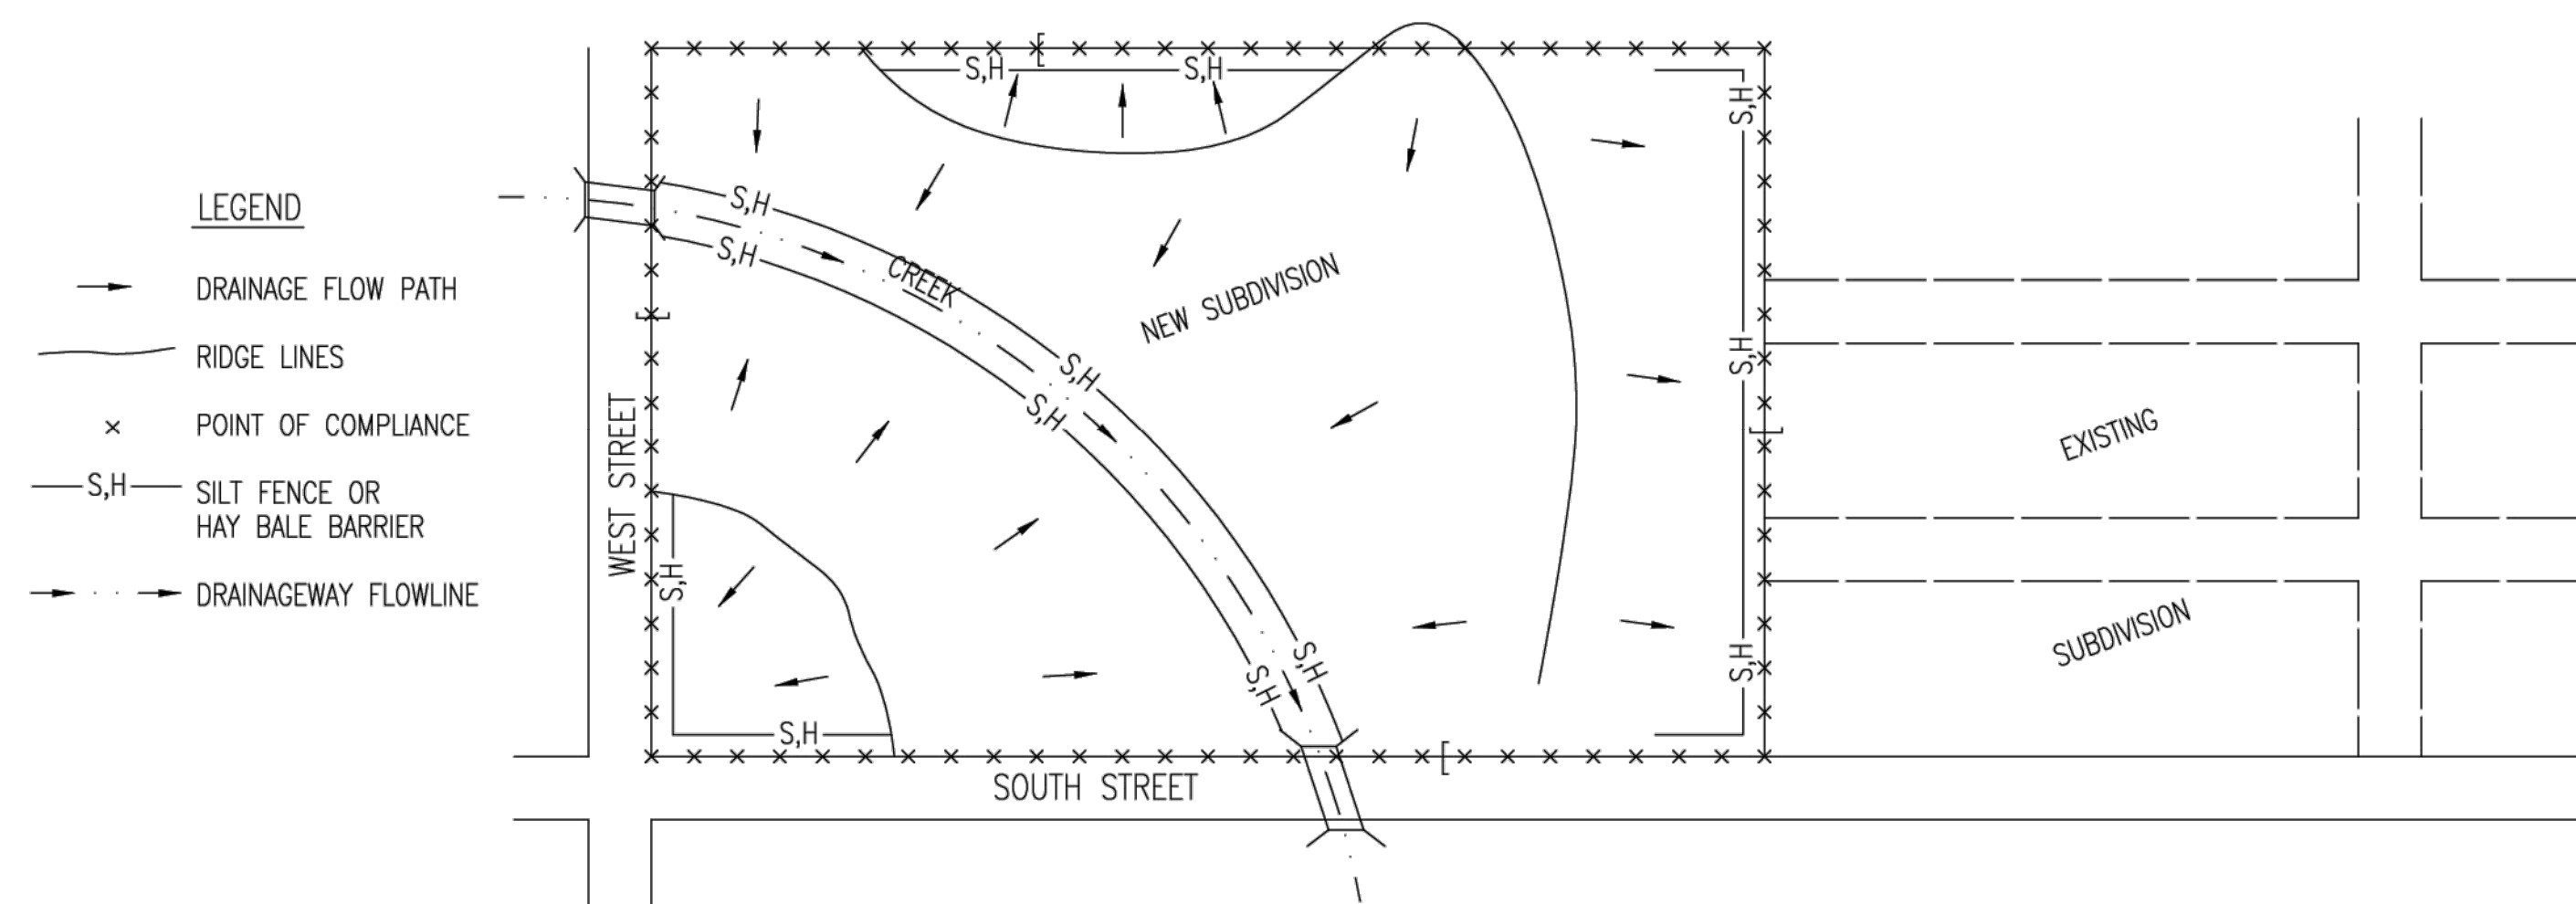 LEGEND
DRAINAGE FLOW PATH
RIDGE LINES
POINT OF COMPLIANCE
S,H
SILT FENCE OR
HAY BALE BARRIER
DRAINAGEWAY FLOWLINE
S,H
S,H
S,H
S,H
S,H
CREEK
NEW SUBDIVISION
S,H
S,H
S,H
WEST STREET
S,H
EXISTING
SUBDIVISION
S,H
S,H
S,H
S,H
SOUTH STREET